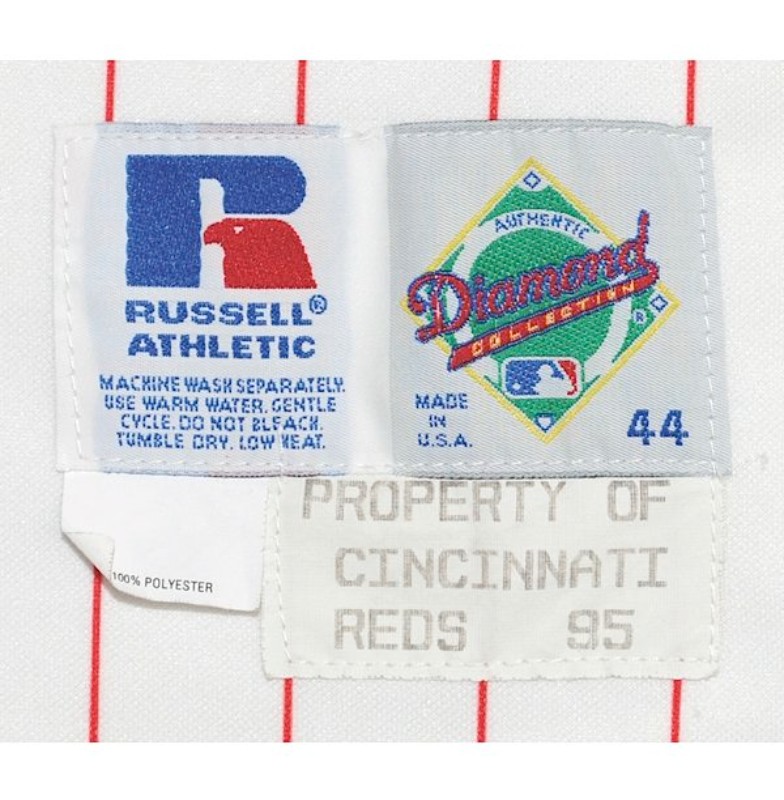 RUSSELL®
ATHLETIC
MACHINE WASH SEPARATELY.
USE WARM WATER. GENTLE
CYCLE. DO NOT BLEACH.
TUMBLE DRY. LOW HEAT.
AUTHENTIC
Diamond
COLLECTION ®
MADE
IN
U.S.A.
44
100% POLYESTER
PROPERTY OF
CINCINNATI
REDS 95